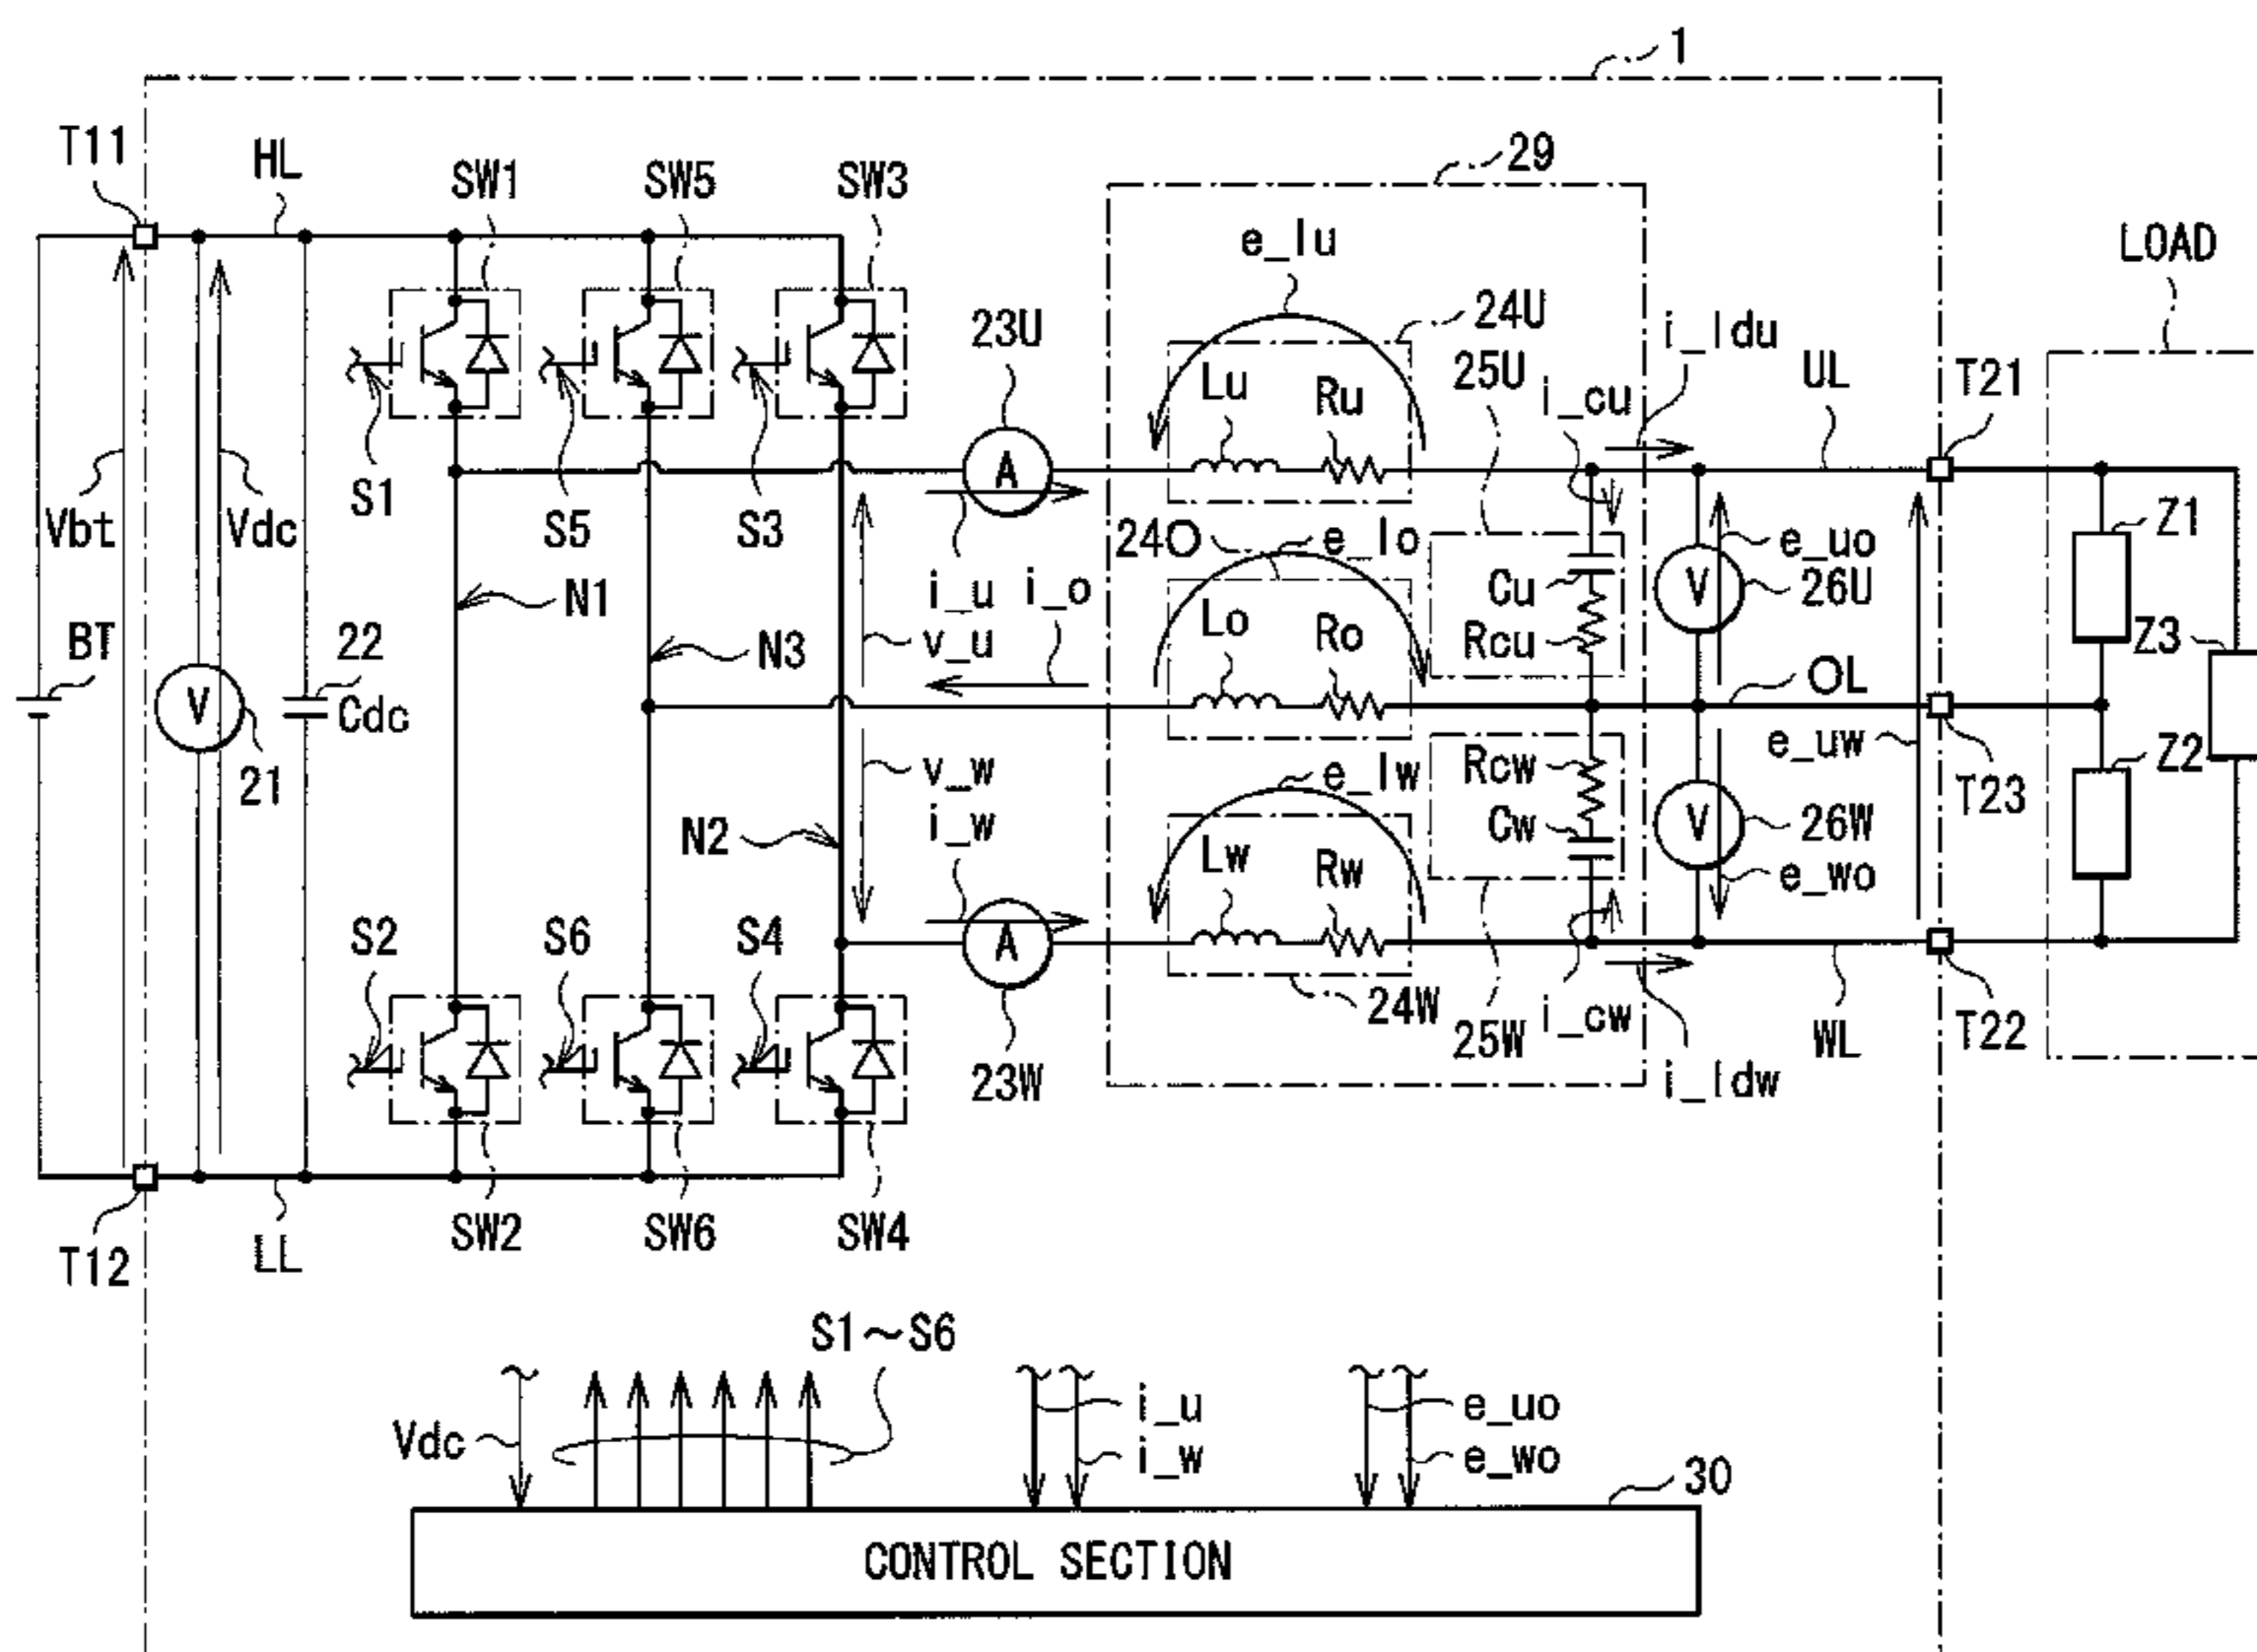 1
29
T11
HL
SW1
SW5
SW3
LOAD
e_lu
24U
23U
25U
i_ldu
UL
T21
Lu
Ru
i_cu
S1
S5
S3
Vbt
Vdc
24O
e_lo
Z1
e_uo
i_u
i_o
Cu
26U
N1
Lo
Ro
BT
22
v_u
Rcu
Z3
N3
OL
V
V
Cdc
e_uw
21
v_w
e_lw
Rcw
Z2
T23
i_w
N2
Cw
V
26W
Lw
Rw
e_wo
A
A
S2
S6
S4
24W
25W
i_cw
WL
T22
23W
i_ldw
T12
LL
SW2
SW6
SW4
S1~S6
Vdc
i_u
i_w
e_uo
e_wo
30
CONTROL SECTION